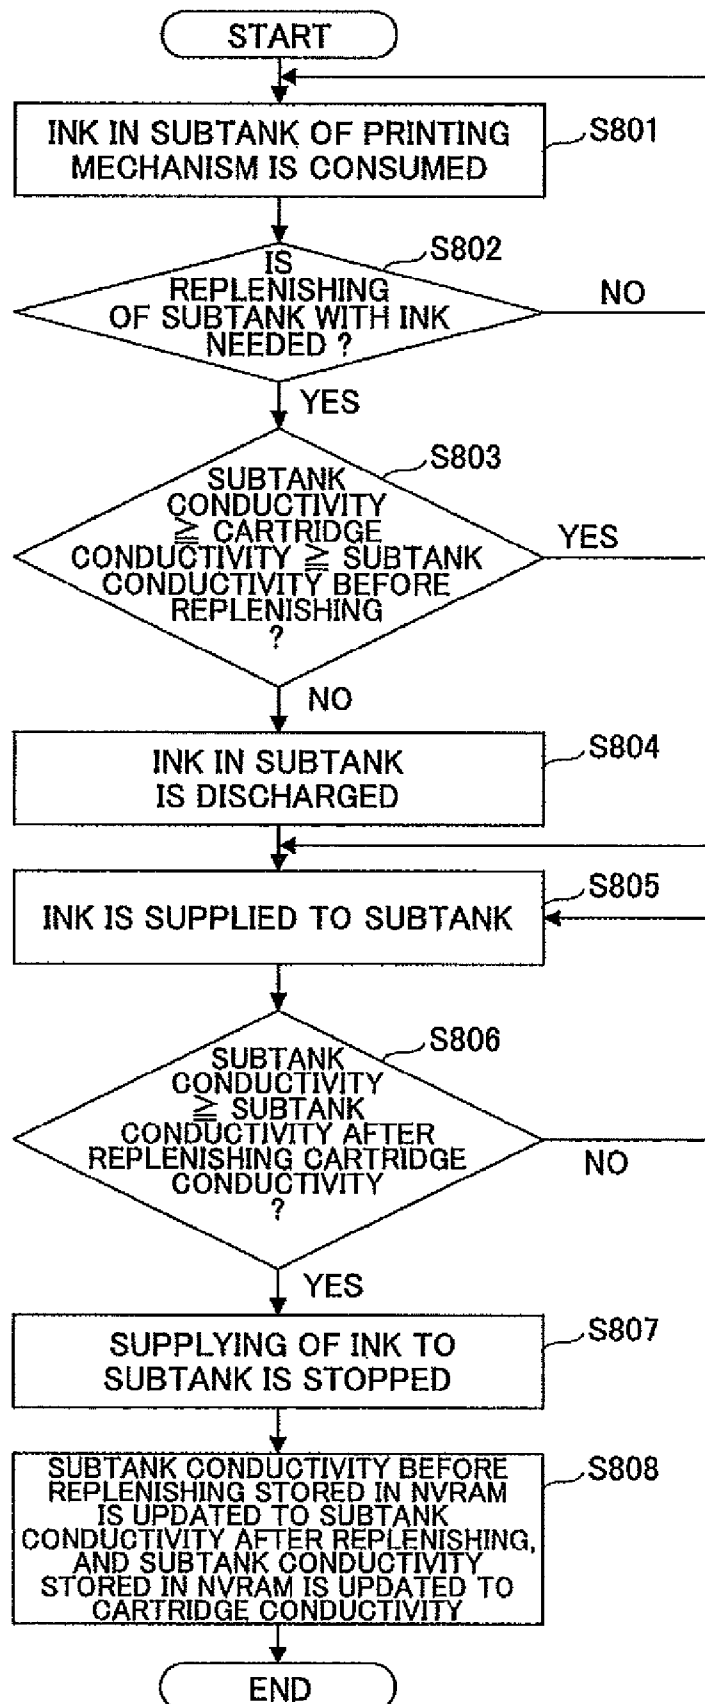 START
INK IN SUBTANK OF PRINTING
MECHANISM IS CONSUMED
S801
IS
REPLENISHING
OF SUBTANK WITH INK
NEEDED ?
S802
NO
YES
SUBTANK
CONDUCTIVITY
≧ CARTRIDGE
CONDUCTIVITY ≧ SUBTANK
CONDUCTIVITY BEFORE
REPLENISHING
?
S803
YES
NO
INK IN SUBTANK
IS DISCHARGED
S804
INK IS SUPPLIED TO SUBTANK
S805
SUBTANK
CONDUCTIVITY
≧ SUBTANK
CONDUCTIVITY AFTER
REPLENISHING CARTRIDGE
CONDUCTIVITY
?
S806
NO
YES
SUPPLYING OF INK TO
SUBTANK IS STOPPED
S807
SUBTANK CONDUCTIVITY BEFORE
REPLENISHING STORED IN NVRAM
IS UPDATED TO SUBTANK
CONDUCTIVITY AFTER REPLENISHING,
AND SUBTANK CONDUCTIVITY
STORED IN NVRAM IS UPDATED TO
CARTRIDGE CONDUCTIVITY
S808
END